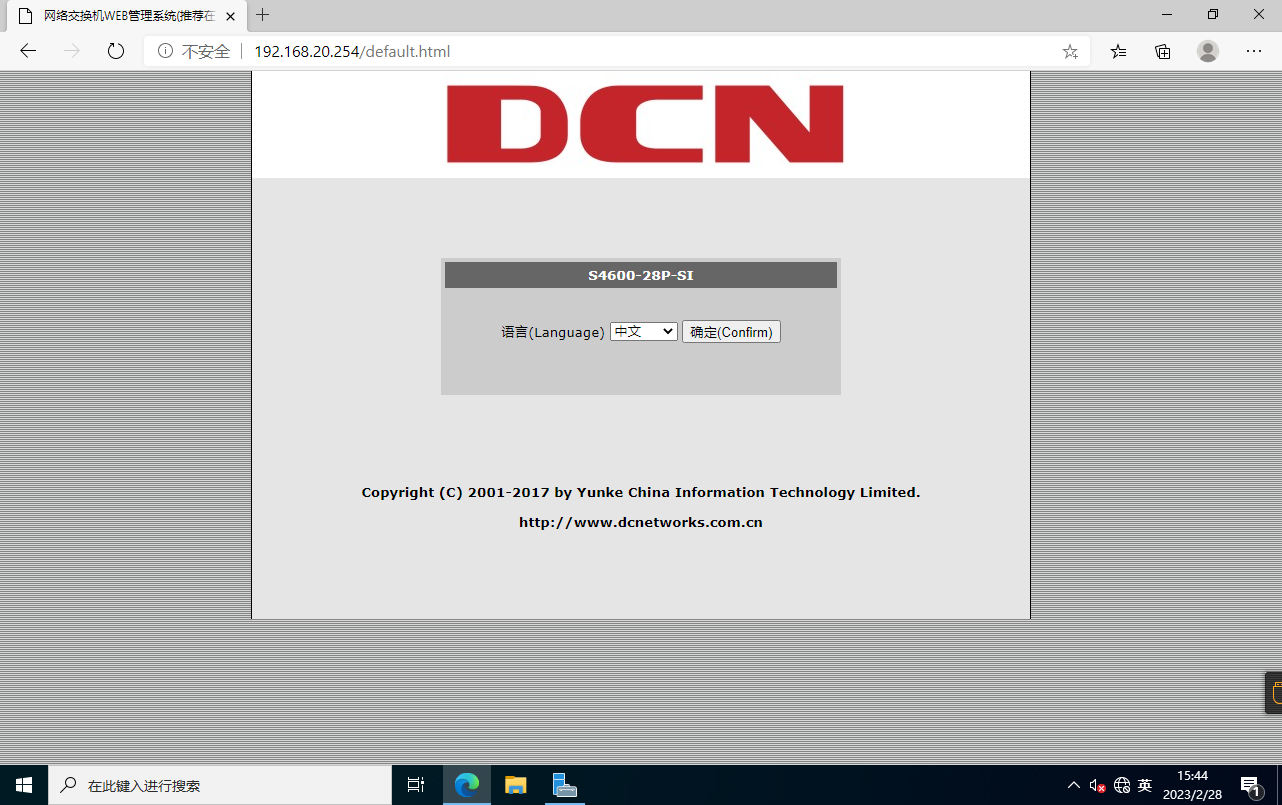 网络交换机WEB管理系统(推荐在
不安全
192.168.20.254/default.html
DCN
S4600-28P-SI
语言(Language) 中文 确定(Confirm)
Copyright (C) 2001-2017 by Yunke China Information Technology Limited.
http://www.dcnetworks.com.cn
在此键入进行搜索
英
15:44
2023/2/28
1